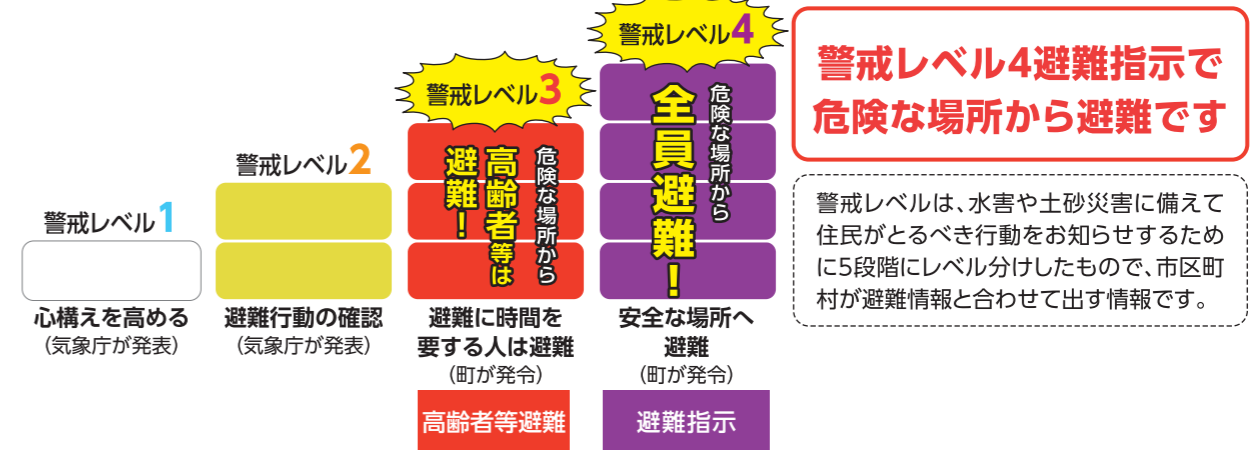 警戒レベル1
心構えを高める
（気象庁が発表）
警戒レベル2
避難行動の確認
（気象庁が発表）
警戒レベル3
危険な場所から
高齢者等は
避難！
避難に時間を
要する人は避難
（町が発令）
高齢者等避難
警戒レベル4
危険な場所から
全員避難！
安全な場所へ
避難
（町が発令）
避難指示
警戒レベル4避難指示で
危険な場所から避難です
警戒レベルは、水害や土砂災害に備えて
住民がとるべき行動をお知らせするため
に5段階にレベル分けしたもので、市区町
村が避難情報と合わせて出す情報です。